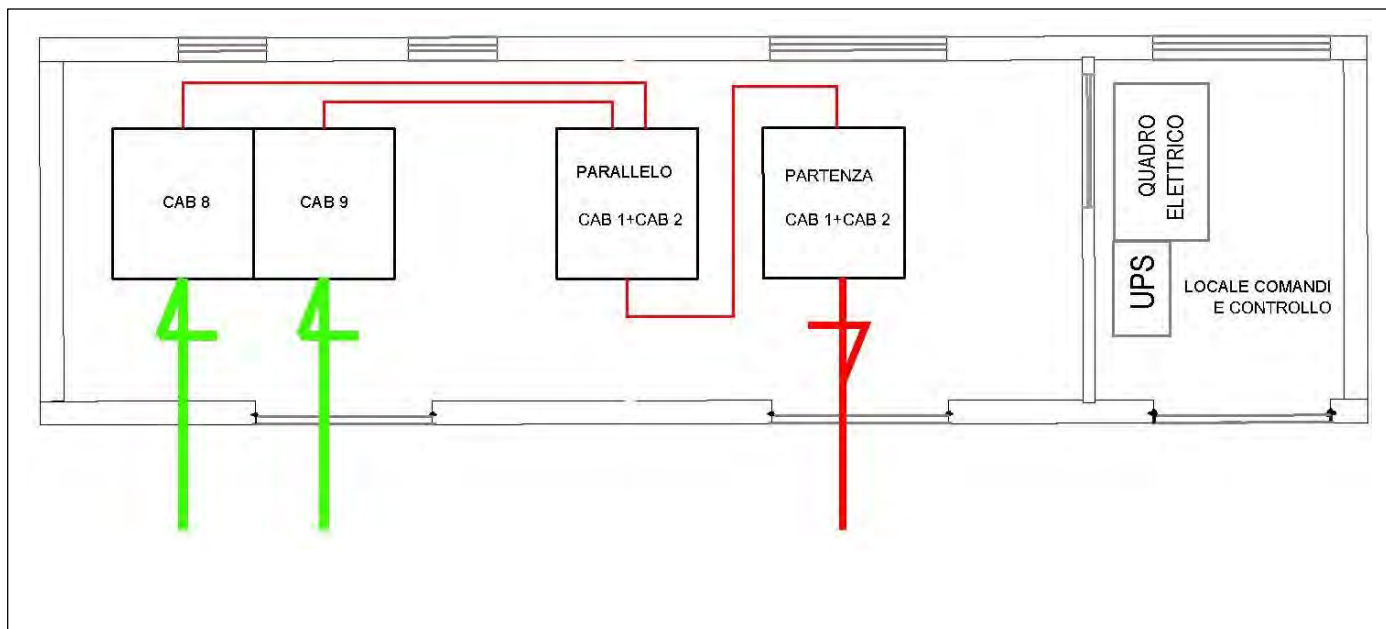 CAB 8
CAB 9
PARALLELO
CAB 1+CAB 2
PARTENZA
CAB 1+CAB 2
QUADRO
ELETTRICO
UPS
LOCALE COMANDI
E CONTROLLO